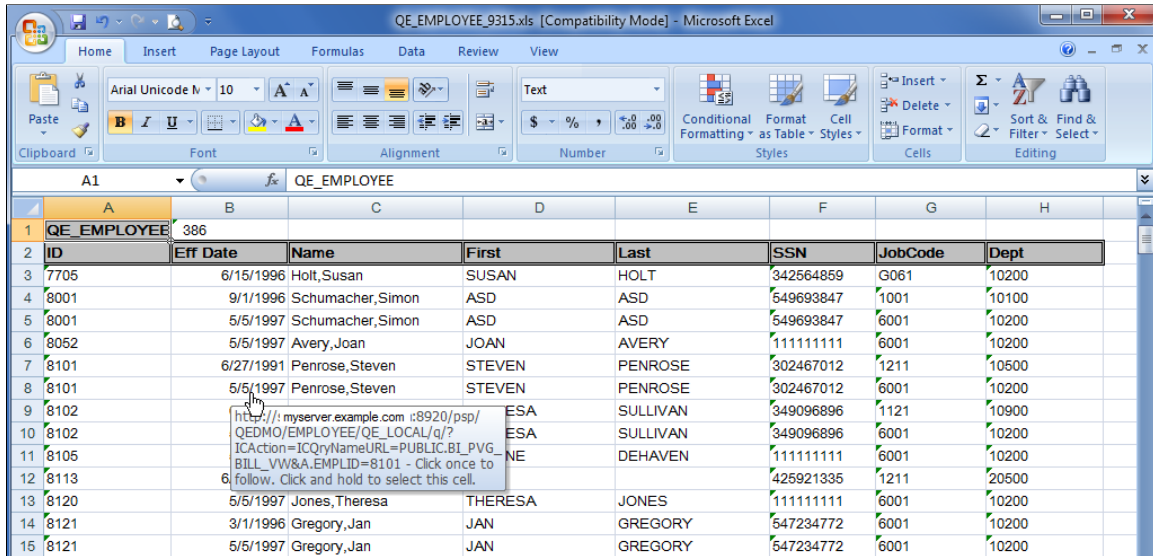 QE_EMPLOYEE_9315.xls [Compatibility Mode] - Microsoft Excel
Home Insert Page Layout Formulas Data Review View
Paste
Clipboard
Arial Unicode 10 A A
B I U A
Font
Alignment
Text
$ % , .0 .00 .00 .0
Number
Conditional Formatting
Format as Table
Cell Styles
Styles
Insert
Delete
Format
Cells
Σ
Sort & Filter
Find & Select
Editing
A1 fx QE_EMPLOYEE
A B C D E F G H
1 QE_EMPLOYEE 386
2 ID Eff Date Name First Last SSN JobCode Dept
3 7705 6/15/1996 Holt,Susan SUSAN HOLT 342564859 G061 10200
4 8001 9/1/1996 Schumacher,Simon ASD ASD 549693847 1001 10100
5 8001 5/5/1997 Schumacher,Simon ASD ASD 549693847 6001 10200
6 8052 5/5/1997 Avery,Joan JOAN AVERY 111111111 6001 10200
7 8101 6/27/1991 Penrose,Steven STEVEN PENROSE 302467012 1211 10500
8 8101 5/5/1997 Penrose,Steven STEVEN PENROSE 302467012 6001 10200
9 8102 ESA SULLIVAN 349096896 1121 10900
10 8102 ESA SULLIVAN 349096896 6001 10200
11 8105 NE DEHAVEN 111111111 6001 10200
12 8113 6/ 425921335 1211 20500
13 8120 5/5/1997 Jones,Theresa THERESA JONES 111111111 6001 10200
14 8121 3/1/1996 Gregory,Jan JAN GREGORY 547234772 6001 10200
15 8121 5/5/1997 Gregory,Jan JAN GREGORY 547234772 6001 10200
http://myserver.example.com:8920/psp/
QEDMO/EMPLOYEE/QE_LOCAL/q/?
ICAction=ICQryNameURL=PUBLIC.BI_PVG_
BILL_VW&A.EMPLID=8101 - Click once to
follow. Click and hold to select this cell.